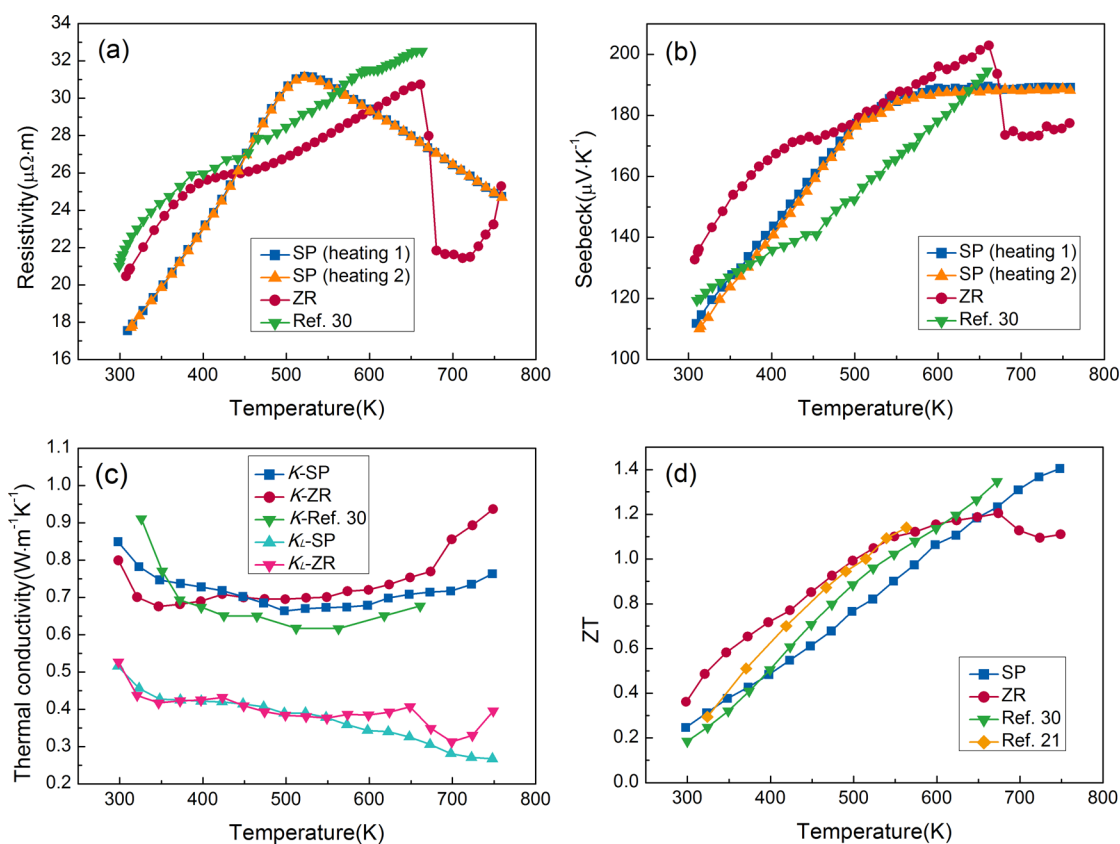 (a)
Resistivity(μΩ·m)
34
32
30
28
26
24
22
20
18
16
SP (heating 1)
SP (heating 2)
ZR
Ref. 30
300 400 500 600 700 800
Temperature(K)
(b)
Seebeck(μV·K⁻¹)
200
180
160
140
120
100
SP (heating 1)
SP (heating 2)
ZR
Ref. 30
300 400 500 600 700 800
Temperature(K)
(c)
Thermal conductivity(W·m⁻¹K⁻¹)
1.1
1.0
0.9
0.8
0.7
0.6
0.5
0.4
0.3
0.2
K-SP
K-ZR
K-Ref. 30
K_L-SP
K_L-ZR
300 400 500 600 700 800
Temperature(K)
(d)
ZT
1.4
1.2
1.0
0.8
0.6
0.4
0.2
0.0
SP
ZR
Ref. 30
Ref. 21
300 400 500 600 700 800
Temperature(K)